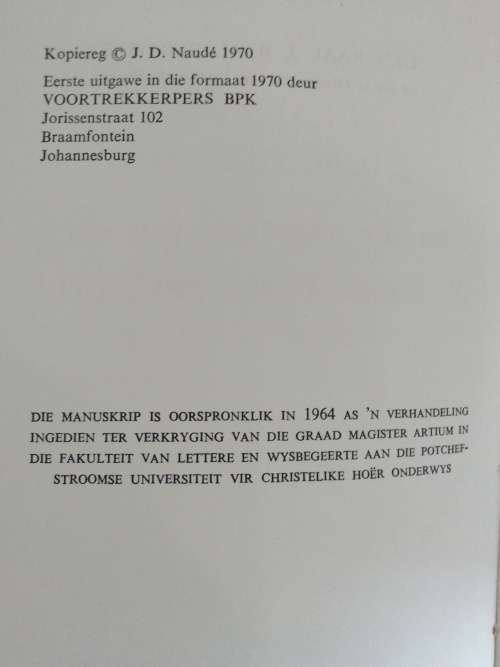 Kopiereg © J. D. Naudé 1970
Eerste uitgawe in die formaat 1970 deur
VOORTREKKERPERS BPK
Jorissenstraat 102
Braamfontein
Johannesburg
DIE MANUSKRIP IS OORSPRONKLIK IN 1964 AS 'N VERHANDELING
INGEDIEN TER VERKRYGING VAN DIE GRAAD MAGISTER ARTIUM IN
DIE FAKULTEIT VAN LETTERE EN WYSBEGEERTE AAN DIE POTCHEF-
STROOMSE UNIVERSITEIT VIR CHRISTELIKE HOËR ONDERWYS